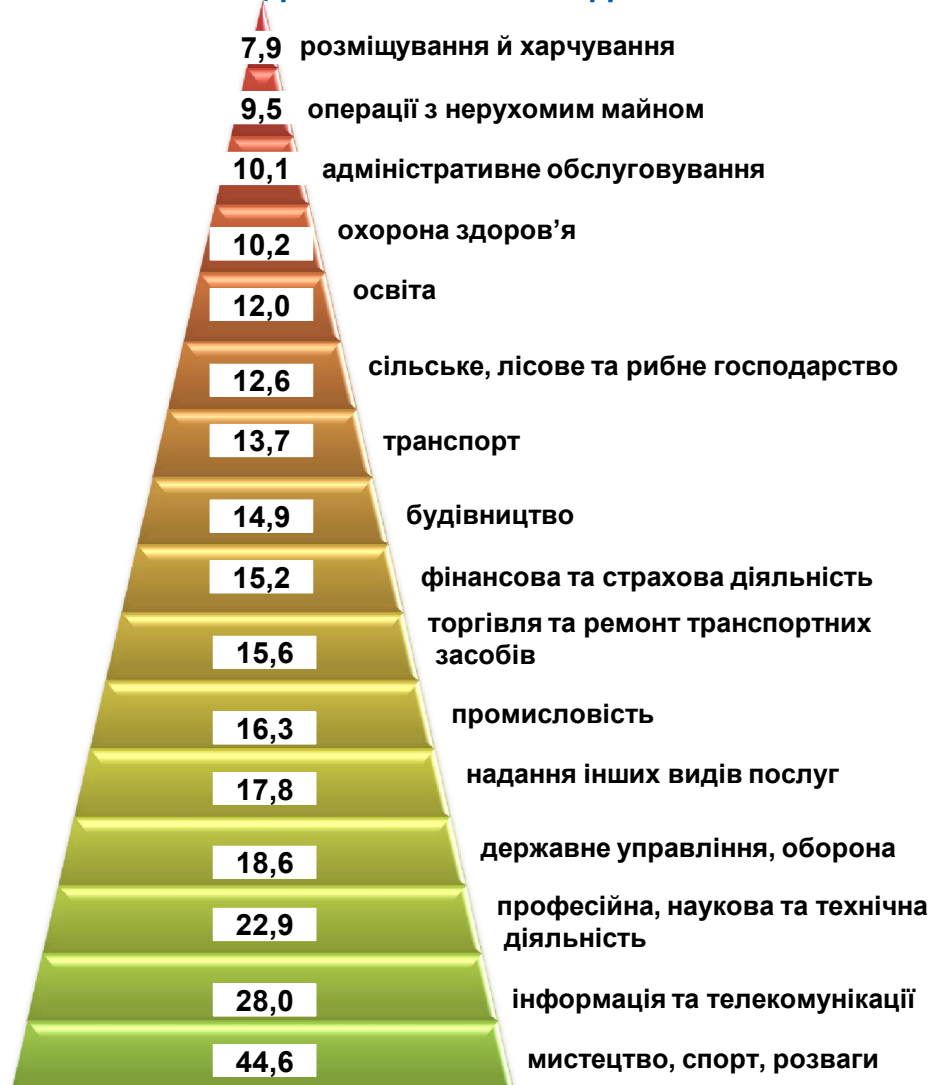 7,9 розміщування й харчування
9,5 операції з нерухомим майном
10,1 адміністративне обслуговування
10,2 охорона здоров’я
12,0 освіта
12,6 сільське, лісове та рибне господарство
13,7 транспорт
14,9 будівництво
15,2 фінансова та страхова діяльність
торгівля та ремонт транспортних
15,6 засобів
16,3 промисловість
17,8 надання інших видів послуг
18,6 державне управління, оборона
професійна, наукова та технічна
22,9 діяльність
28,0 інформація та телекомунікації
44,6 мистецтво, спорт, розваги